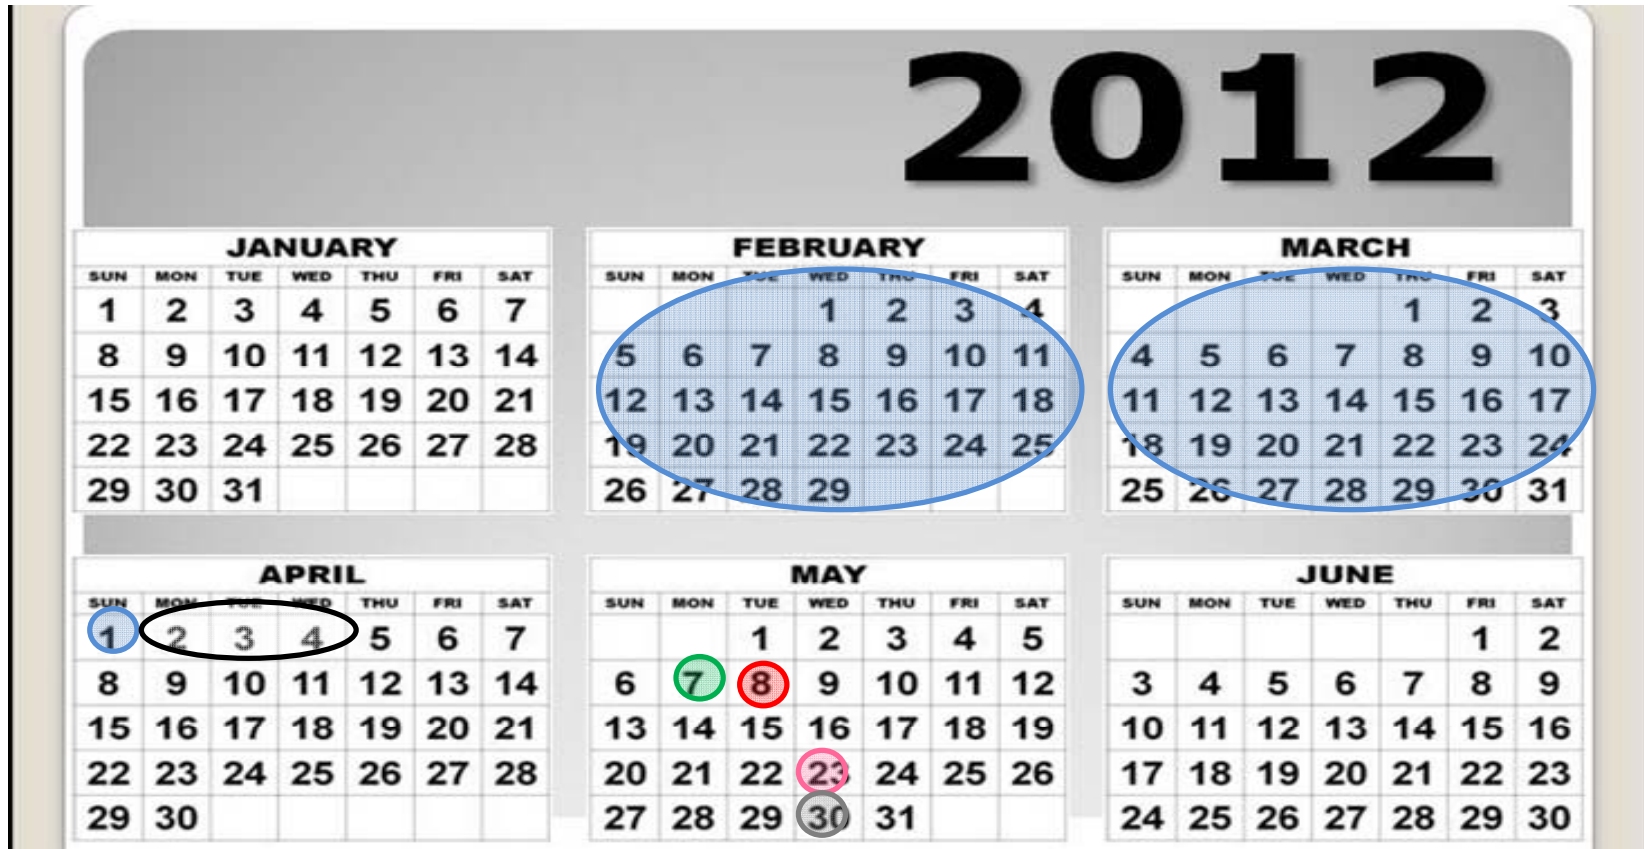 2012
JANUARY
SUN MON TUE WED THU FRI SAT
1 2 3 4 5 6 7
8 9 10 11 12 13 14
15 16 17 18 19 20 21
22 23 24 25 26 27 28
29 30 31
FEBRUARY
SUN MON TUE WED THU FRI SAT
1 2 3 4
5 6 7 8 9 10 11
12 13 14 15 16 17 18
19 20 21 22 23 24 25
26 27 28 29
MARCH
SUN MON TUE WED THU FRI SAT
1 2 3
4 5 6 7 8 9 10
11 12 13 14 15 16 17
18 19 20 21 22 23 24
25 26 27 28 29 30 31
APRIL
SUN MON TUE WED THU FRI SAT
1 2 3 4 5 6 7
8 9 10 11 12 13 14
15 16 17 18 19 20 21
22 23 24 25 26 27 28
29 30
MAY
SUN MON TUE WED THU FRI SAT
1 2 3 4 5
6 7 8 9 10 11 12
13 14 15 16 17 18 19
20 21 22 23 24 25 26
27 28 29 30 31
JUNE
SUN MON TUE WED THU FRI SAT
1 2
3 4 5 6 7 8 9
10 11 12 13 14 15 16
17 18 19 20 21 22 23
24 25 26 27 28 29 30